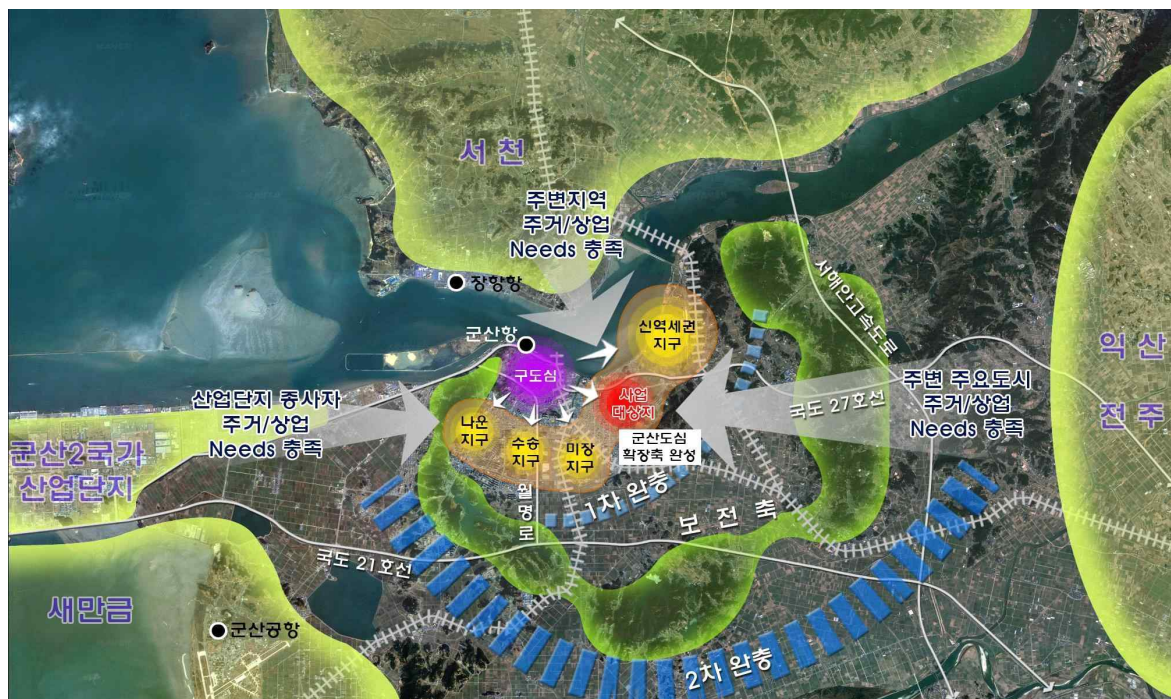 서 천
주변지역
주거/상업
Needs 충족
장항항
군산항
서해안고속도로
신역세권
지구
구도심
사업
대상지
익 산
전 주
주변 주요도시
주거/상업
Needs 충족
국도 27호선
산업단지 종사자
주거/상업
Needs 충족
나운
지구
수송
지구
미장
지구
군산도심
확장축 완성
군산2국가
산업단지
월명로
1차 완충
보 전 축
국도 21호선
새만금
군산공항
2차 완충